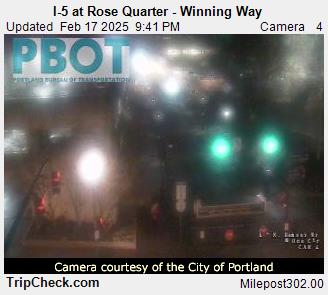 I-5 at Rose Quarter - Winning Way
Updated Feb 17 2025 9:41 PM Camera 4
PBOT
PORTLAND BUREAU OF TRANSPORTATION
Camera courtesy of the City of Portland
TripCheck.com Milepost302.00